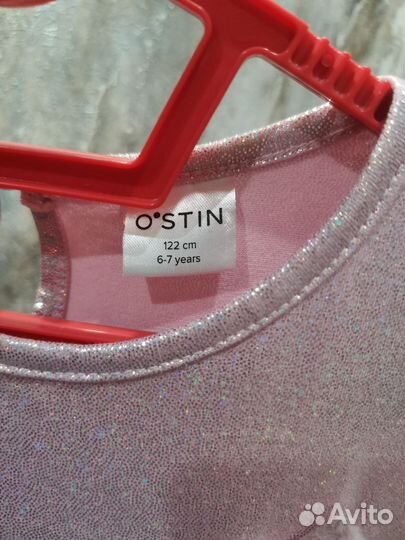 O'STIN
122 cm
6-7 years
Avito